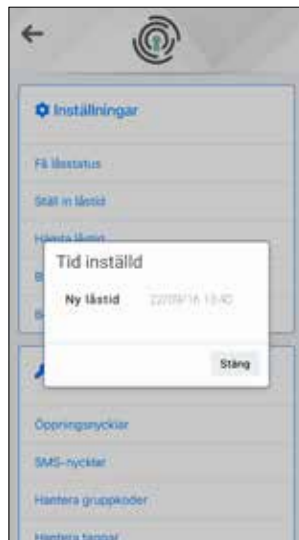 Inställningar
Få låsstatus
Ställ in låstid
Hämta låstid
Tid inställd
Ny låstid 22/09/16 13:40
Stäng
Öppningsnycklar
SMS-nycklar
Hantera gruppkoder
Hantera taggar